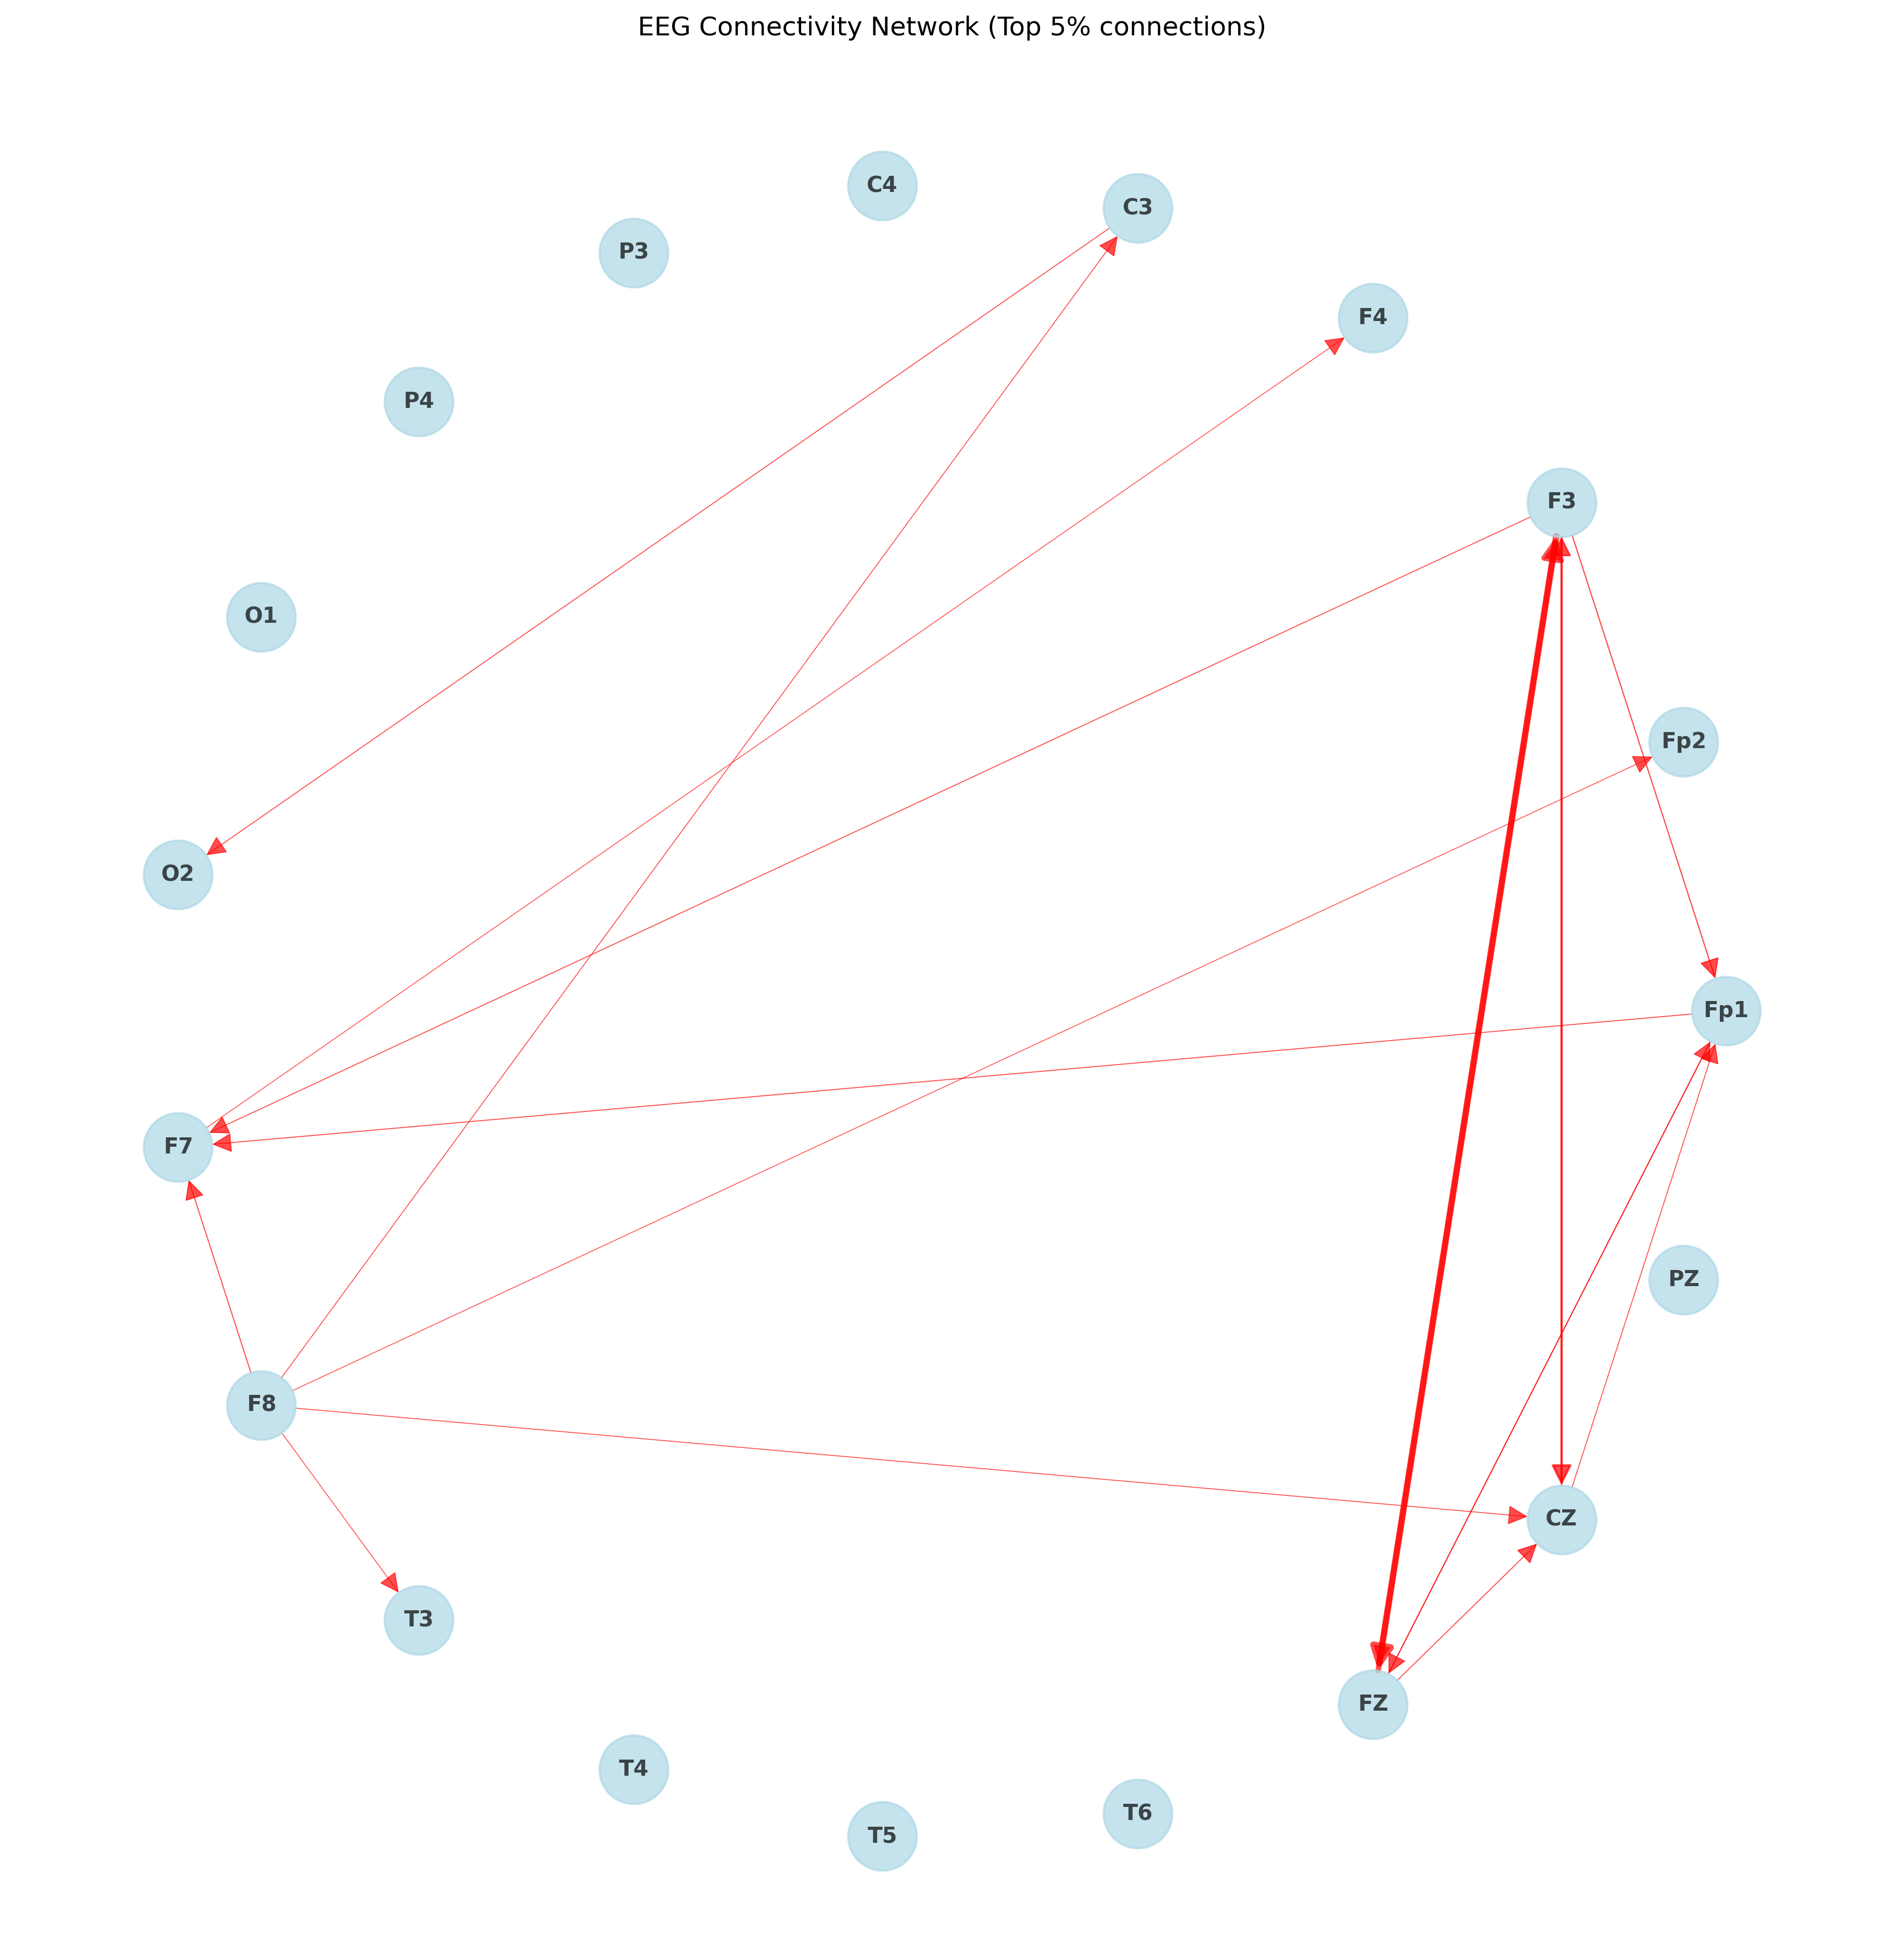 EEG Connectivity Network (Top 5% connections)
C4
C3
P3
F4
P4
F3
O1
Fp2
O2
Fp1
F7
PZ
F8
CZ
T3
FZ
T4
T6
T5